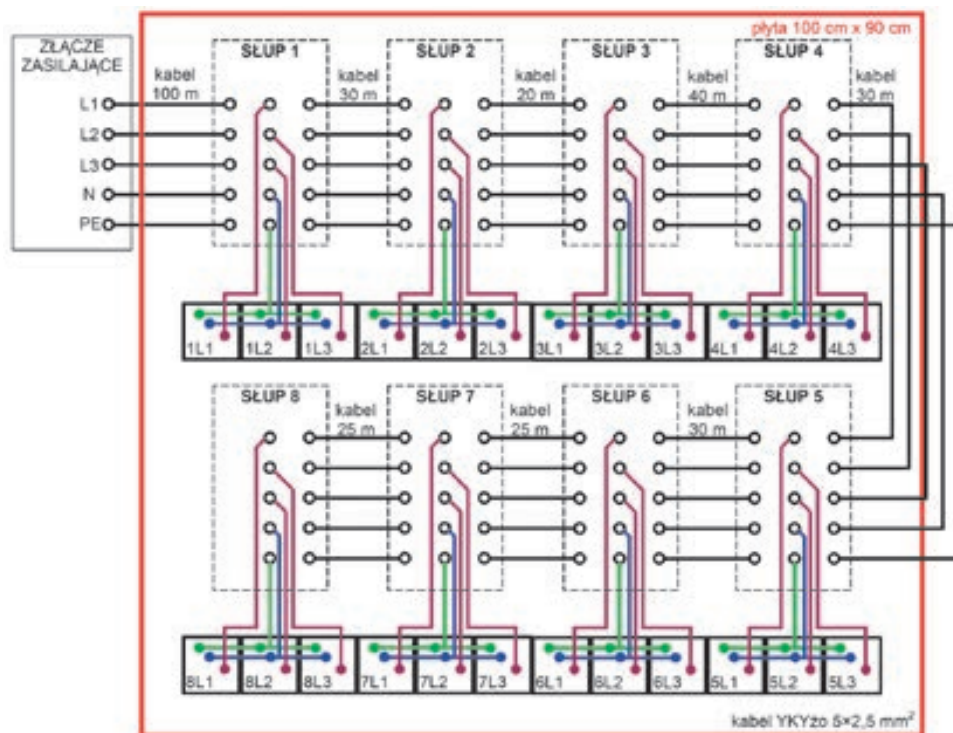 płyta 100 cm x 90 cm
ZŁĄCZE
ZASILAJĄCE
SŁUP 1
SŁUP 2
SŁUP 3
SŁUP 4
kabel
100 m
kabel
30 m
kabel
20 m
kabel
40 m
kabel
30 m
L1
L2
L3
N
PE
1L1
1L2
1L3
2L1
2L2
2L3
3L1
3L2
3L3
4L1
4L2
4L3
SŁUP 8
SŁUP 7
SŁUP 6
SŁUP 5
kabel
25 m
kabel
25 m
kabel
30 m
8L1
8L2
8L3
7L1
7L2
7L3
6L1
6L2
6L3
5L1
5L2
5L3
kabel YKYżo 5×2,5 mm²